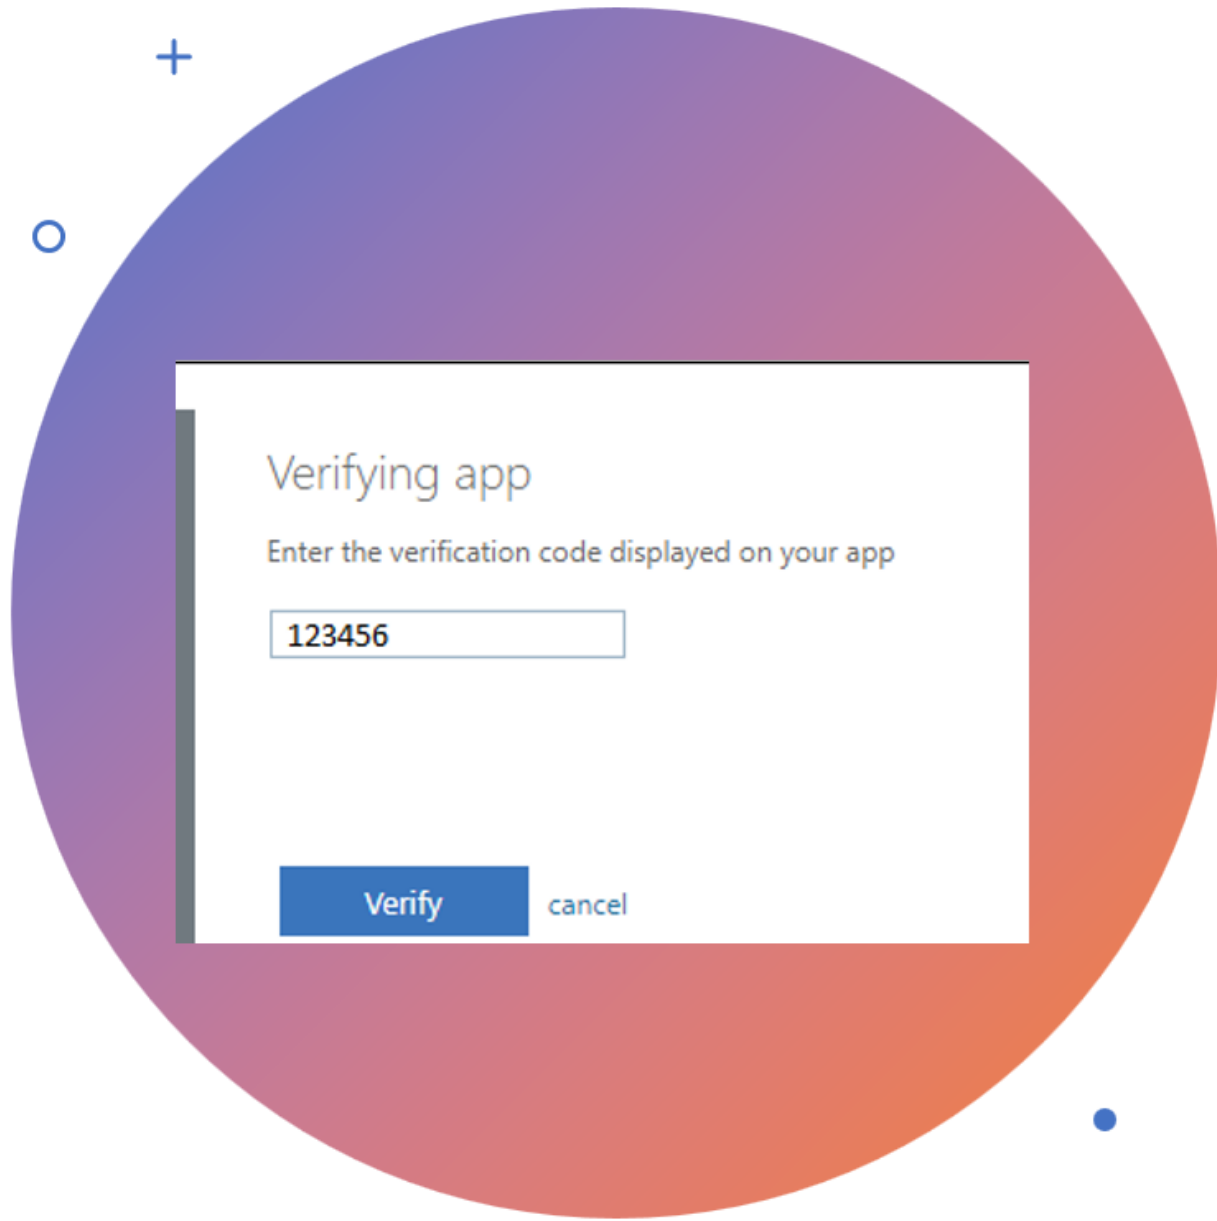 Verifying app
Enter the verification code displayed on your app
123456
Verify cancel